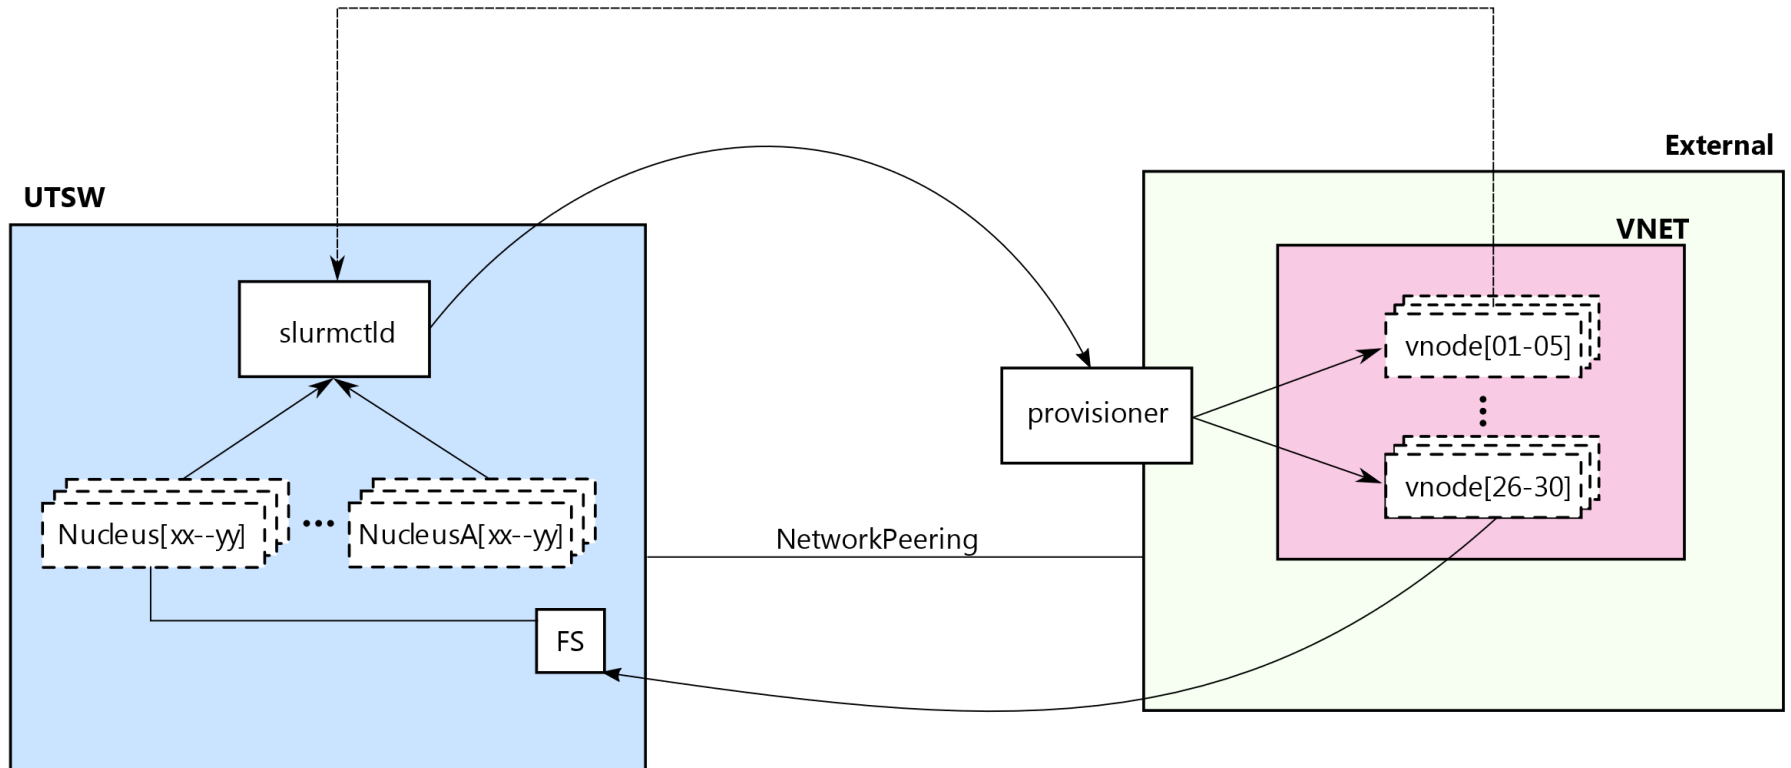 External
UTSW
VNET
slurmctld
vnode[01-05]
provisioner
vnode[26-30]
Nucleus[xx--yy]
NucleusA[xx--yy]
NetworkPeering
FS